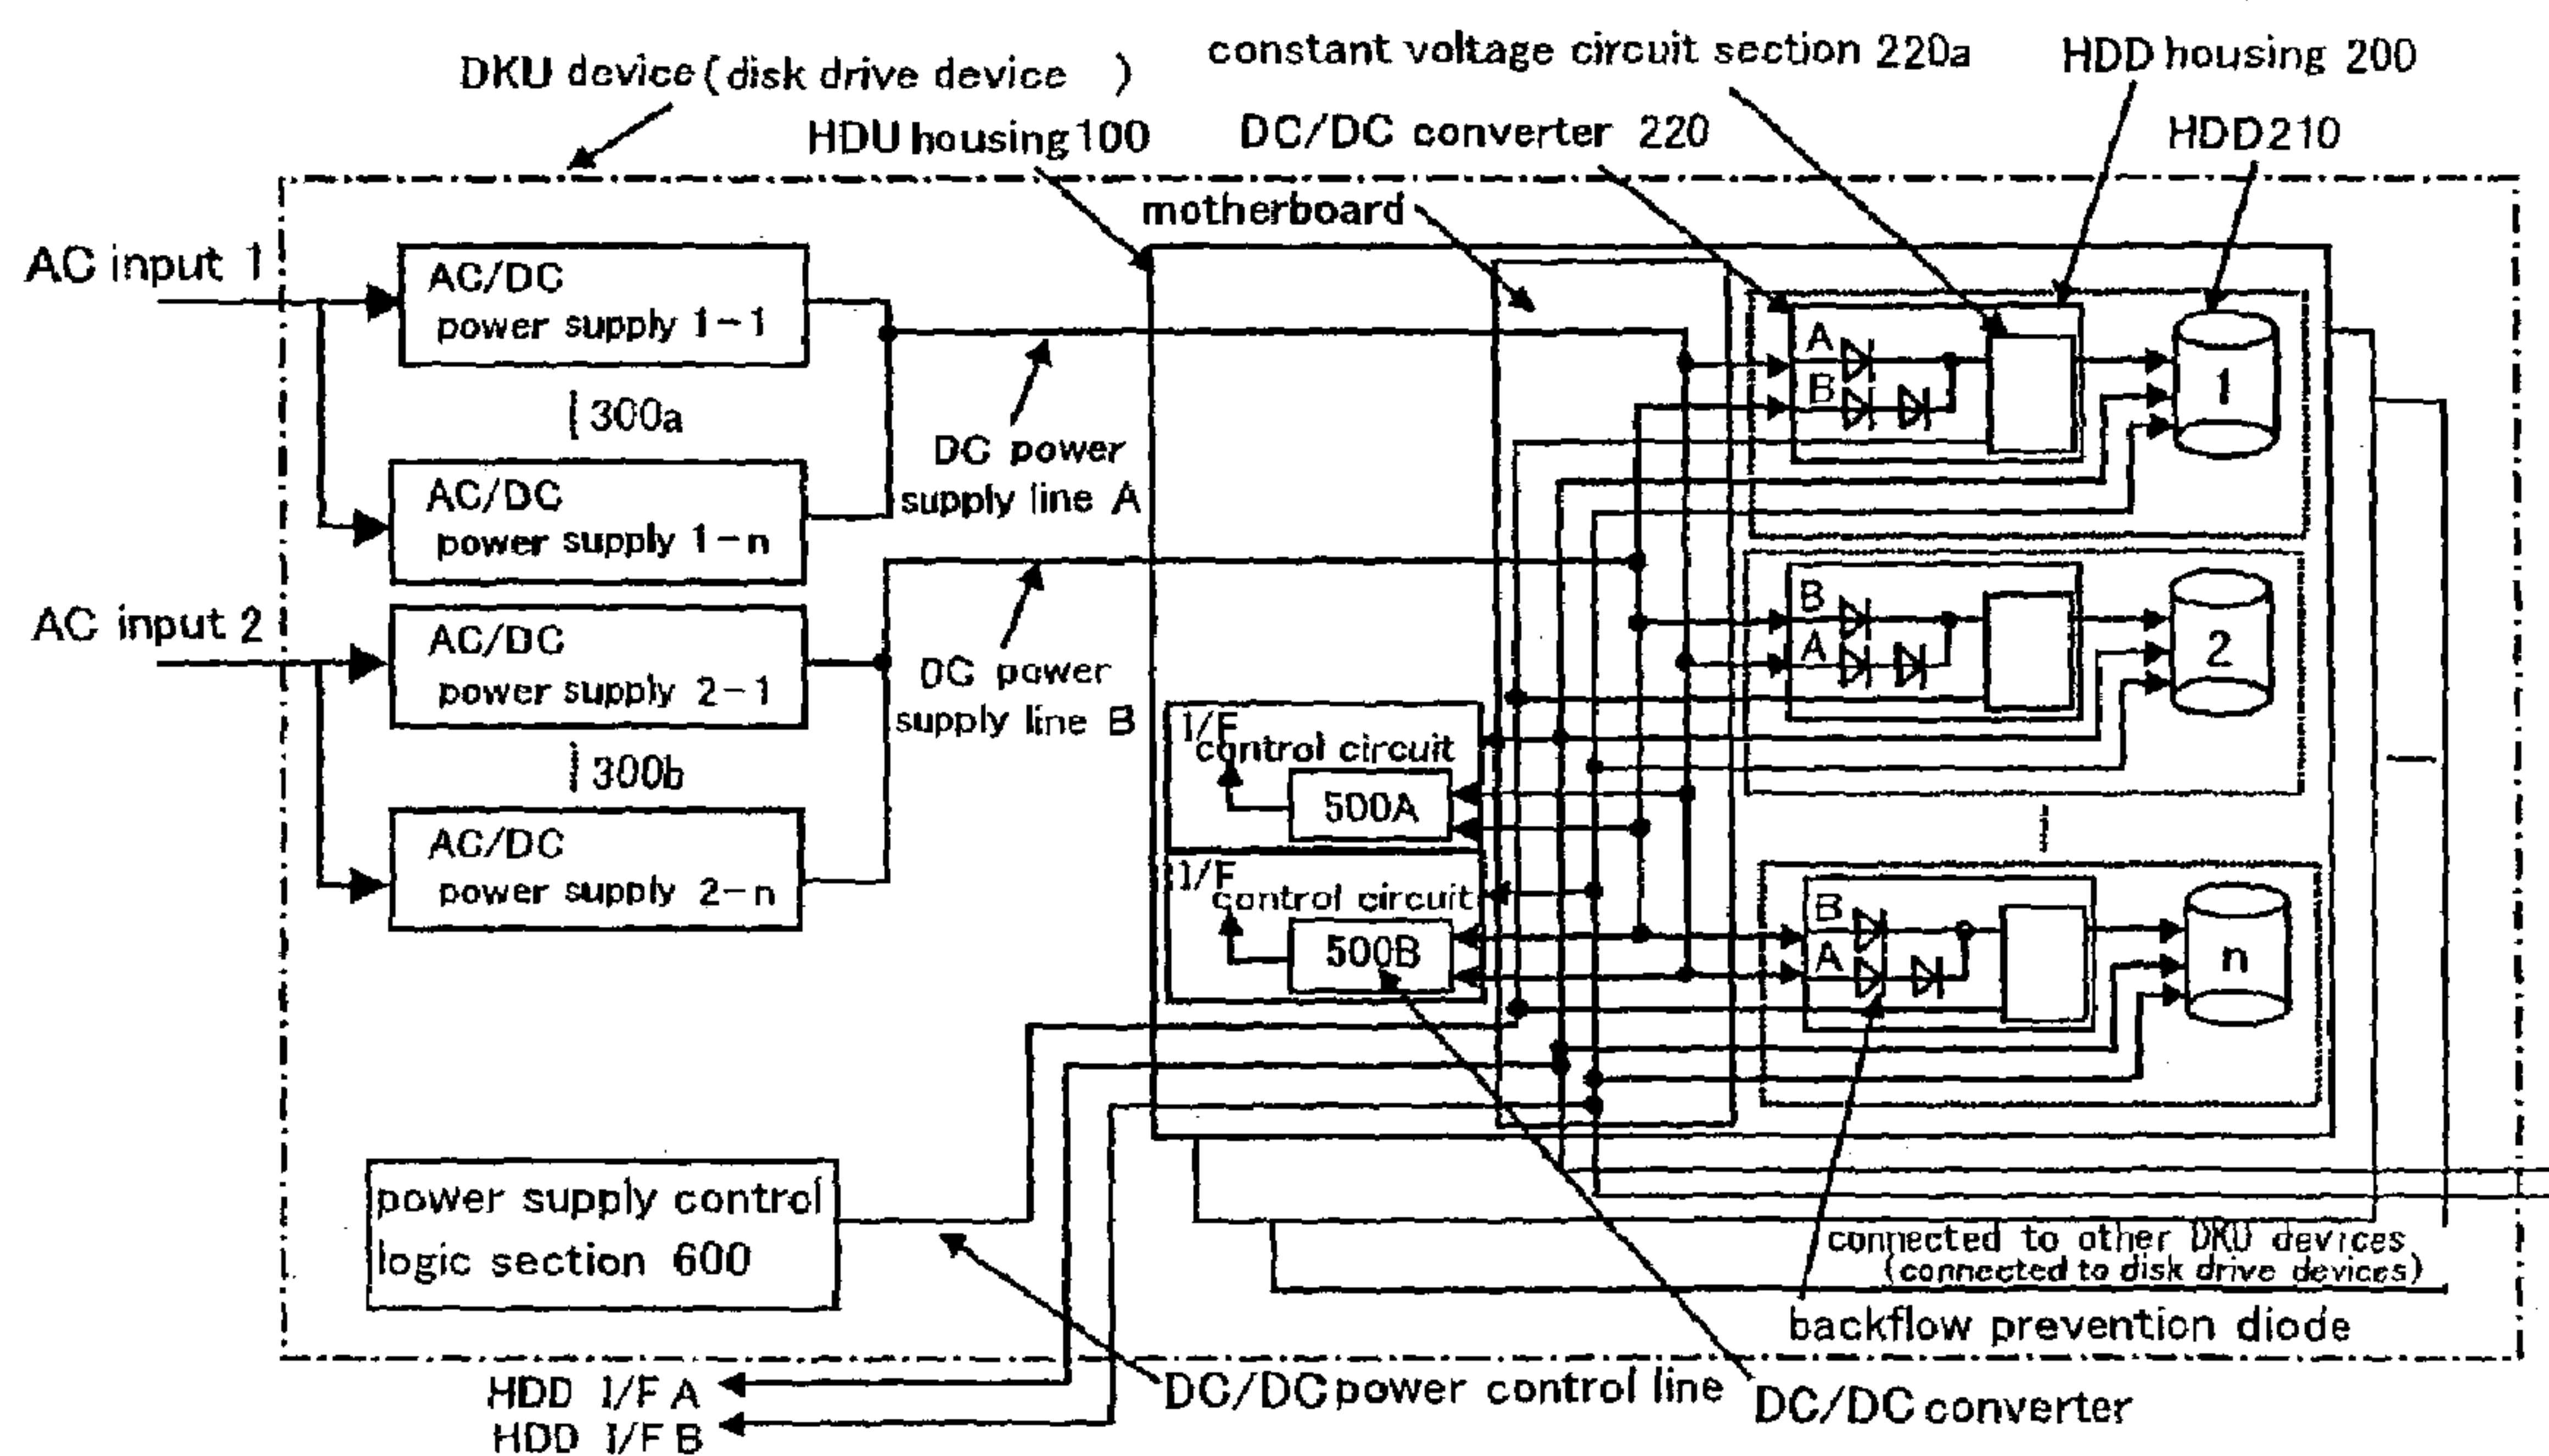 DKU device (disk drive device )
constant voltage circuit section 220a
HDD housing 200
HDU housing 100
DC/DC converter 220
HDD210
motherboard
AC input 1
AC/DC
power supply 1-1
300a
AC/DC
power supply 1-n
DC power
supply line A
AC input 2
AC/DC
power supply 2-1
300b
AC/DC
power supply 2-n
DC power
supply line B
A
B
1
B
A
2
B
A
n
I/F
control circuit
500A
I/F
control circuit
500B
power supply control
logic section 600
connected to other DKU devices
(connected to disk drive devices)
backflow prevention diode
HDD I/F A
HDD I/F B
DC/DC power control line
DC/DC converter